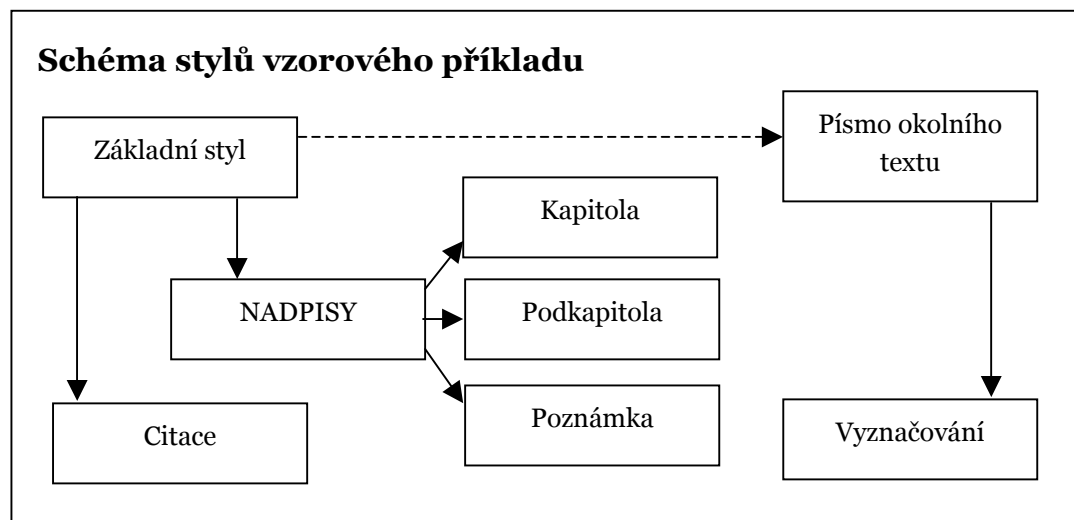 Schéma stylů vzorového příkladu
Základní styl
Písmo okolního
textu
Kapitola
NADPISY
Podkapitola
Poznámka
Citace
Vyznačování